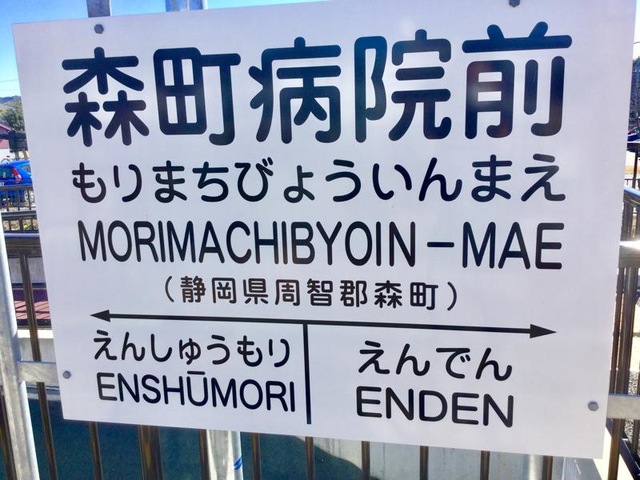 森町病院前
もりまちびょういんまえ
MORIMACHIBYOIN-MAE
(静岡県周智郡森町)
えんしゅうもり
ENSHŪMORI
えんでん
ENDEN